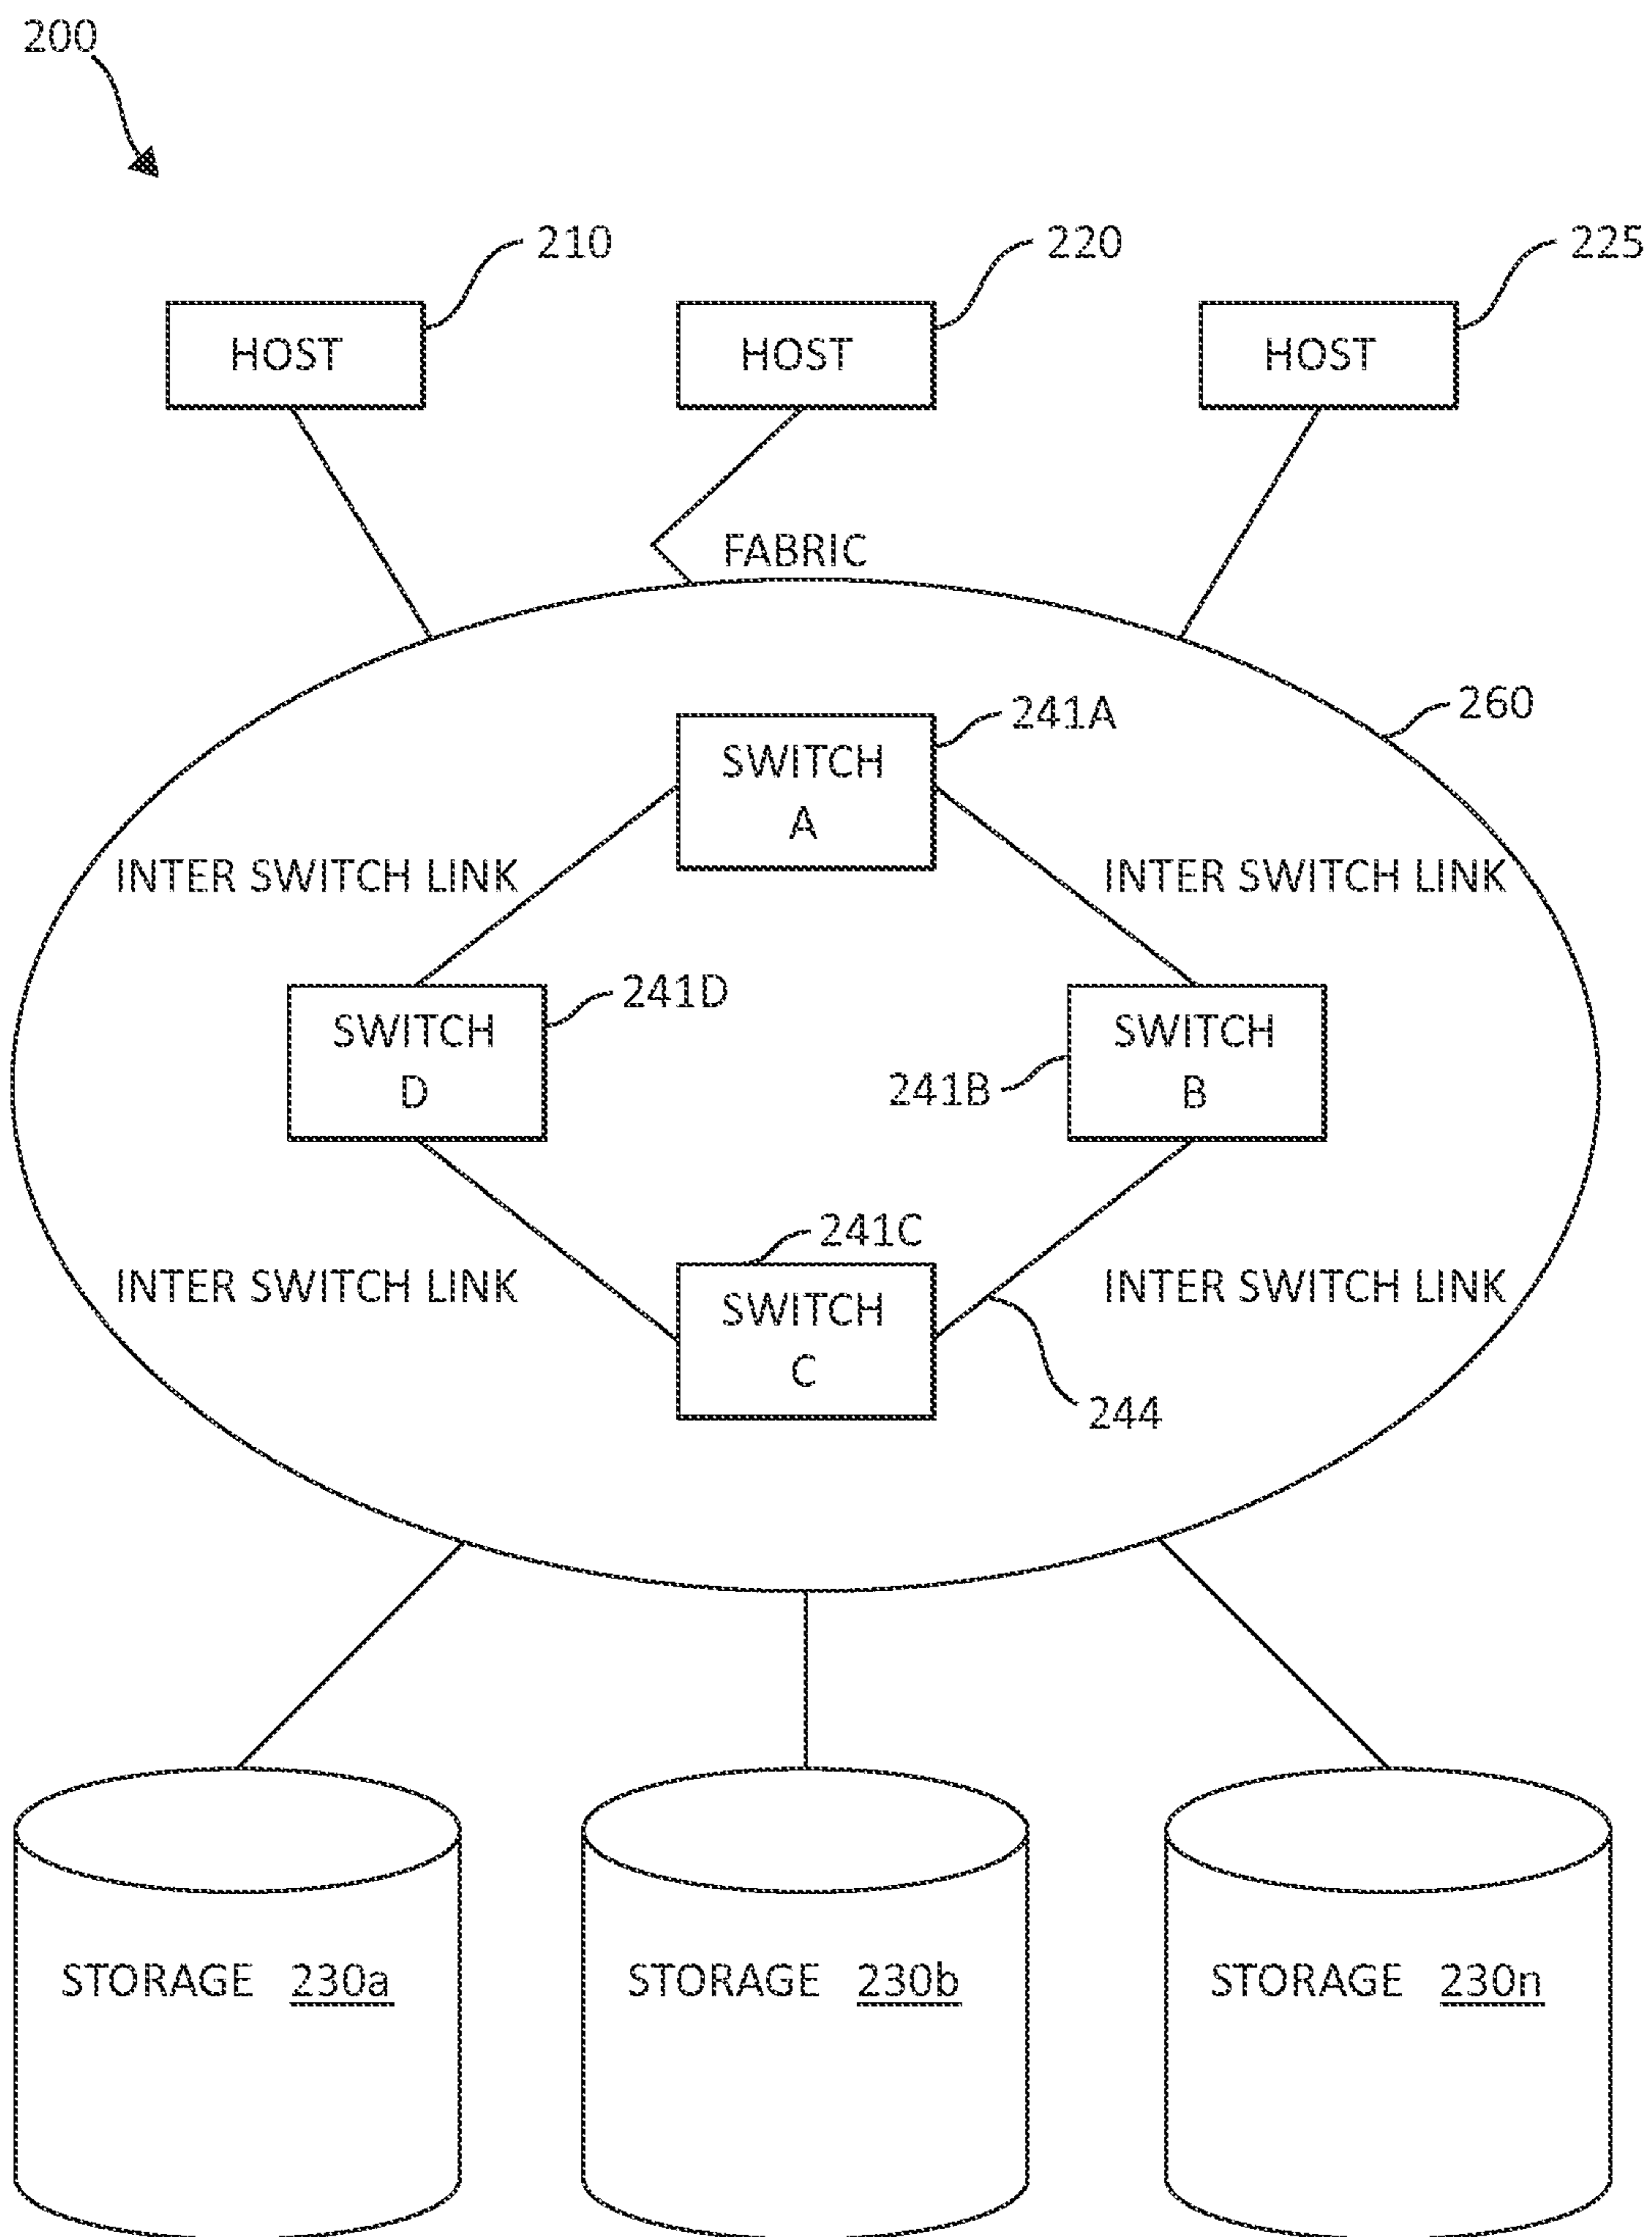 200
210
220
225
HOST
HOST
HOST
FABRIC
260
241A
SWITCH
A
INTER SWITCH LINK
INTER SWITCH LINK
241D
SWITCH
D
SWITCH
B
241B
241C
INTER SWITCH LINK
INTER SWITCH LINK
SWITCH
C
244
STORAGE 230a
STORAGE 230b
STORAGE 230n